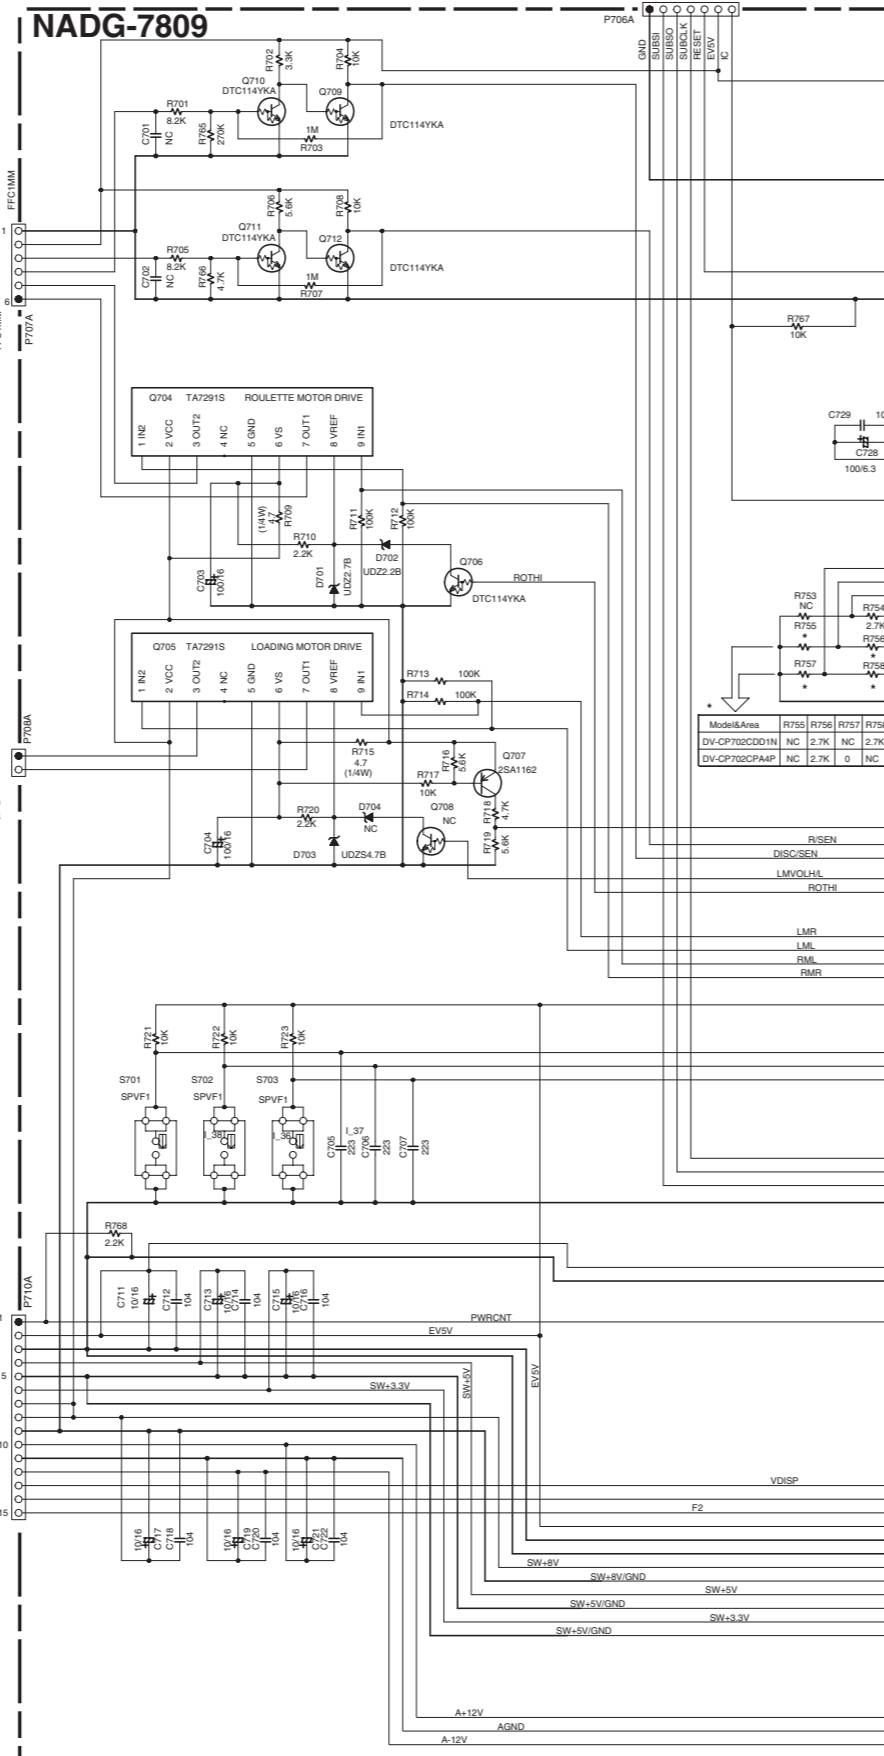 NADG-7809
P706A
GND
SUBSI
SUBSO
SUBCLK
RESET
EV5V
IC
R702
3.3K
R704
10K
Q710
DTC114YKA
Q709
R701
8.2K
C701
NC
R765
270K
1M
R703
DTC114YKA
FFC1MM
R706
5.6K
R708
10K
Q711
DTC114YKA
Q712
1
R705
8.2K
C702
NC
R766
4.7K
1M
R707
DTC114YKA
6
P707A
R767
10K
Q704 TA7291S ROULETTE MOTOR DRIVE
1 IN2
2 VCC
3 OUT2
4 NC
5 GND
6 VS
7 OUT1
8 VREF
9 IN1
C729
10
C728
100/6.3
(1/4W)
4.7
R709
R711
100K
R712
100K
R710
2.2K
D702
UDZ2.2B
C703
100/16
D701
UDZ2.7B
Q706
DTC114YKA
ROTHI
R753
NC
R754
2.7K
R755
*
R756
*
R757
*
R758
*
Q705 TA7291S LOADING MOTOR DRIVE
1 IN2
2 VCC
3 OUT2
4 NC
5 GND
6 VS
7 OUT1
8 VREF
9 IN1
R713 100K
R714 100K
*
Model&Area R755 R756 R757 R758
DV-CP702CDD1N NC 2.7K NC 2.7K
DV-CP702CPA4P NC 2.7K 0 NC
P708A
R715
4.7
(1/4W)
R716
5.6K
Q707
2SA1162
R717
10K
R718
4.7K
R719
5.6K
R720
2.2K
D704
NC
Q708
NC
C704
100/16
D703 UDZS4.7B
R/SEN
DISC/SEN
LMVOLH/L
ROTHI
LMR
LML
RML
RMR
R721
10K
R722
10K
R723
10K
S701
SPVF1
S702
SPVF1
S703
SPVF1
I_38
I_36
I_37
C705
223
C706
223
C707
223
R768
2.2K
P710A
C711
10/16
C712
104
C713
10/16
C714
104
C715
10/16
C716
104
PWRCNT
EV5V
5
SW+3.3V
SW+5V
EV5V
10
VDISP
F2
15
10/16
C717
C718
104
10/16
C719
C720
104
10/16
C721
C722
104
SW+8V
SW+8V/GND
SW+5V
SW+5V/GND
SW+3.3V
SW+5V/GND
A+12V
AGND
A-12V